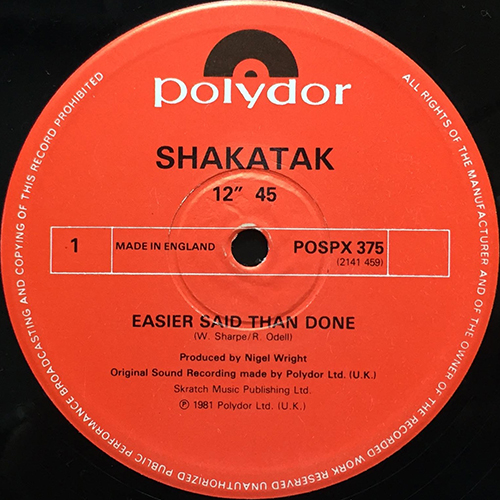 polydor
SHAKATAK
12" 45
1
MADE IN ENGLAND
POSPX 375
(2141 459)
EASIER SAID THAN DONE
(W. Sharpe/R. Odell)
Produced by Nigel Wright
Original Sound Recording made by Polydor Ltd. (U.K.)
Skratch Music Publishing Ltd.
℗ 1981 Polydor Ltd. (U.K.)
ALL RIGHTS OF THE MANUFACTURER AND OF THE OWNER OF THE RECORDED WORK RESERVED UNAUTHORIZED PUBLIC PERFORMANCE BROADCASTING AND COPYING OF THIS RECORD PROHIBITED